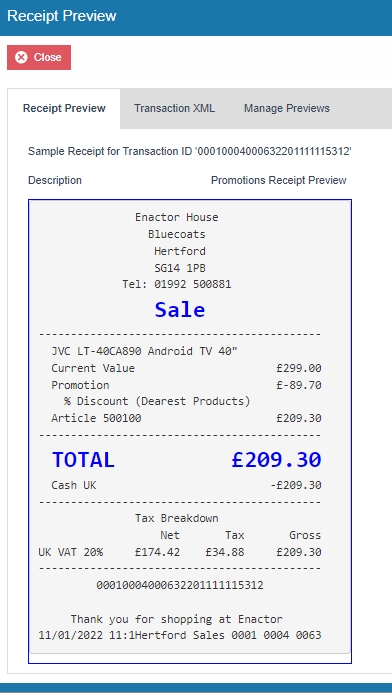 Receipt Preview
Close
Receipt Preview Transaction XML Manage Previews
Sample Receipt for Transaction ID '00010004000632201111115312'
Description Promotions Receipt Preview
Enactor House
Bluecoats
Hertford
SG14 1PB
Tel: 01992 500881
Sale
JVC LT-40CA890 Android TV 40"
Current Value £299.00
Promotion £-89.70
% Discount (Dearest Products)
Article 500100 £209.30
TOTAL £209.30
Cash UK -£209.30
Tax Breakdown
Net Tax Gross
UK VAT 20% £174.42 £34.88 £209.30
00010004000632201111115312
Thank you for shopping at Enactor
11/01/2022 11:1Hertford Sales 0001 0004 0063